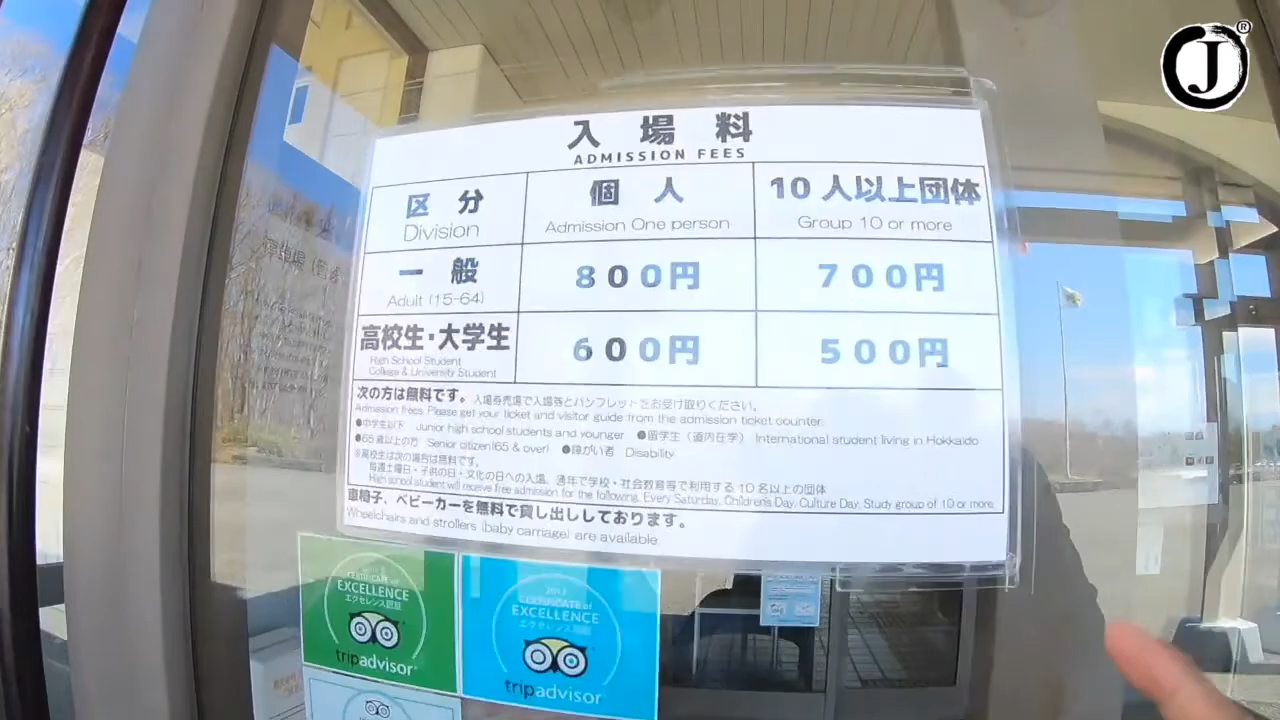 J®
入 場 料
ADMISSION FEES
区 分
Division
個 人
Admission One person
10 人以上団体
Group 10 or more
一 般
Adult (15-64)
800円
700円
高校生・大学生
High School Student
College & University Student
600円
500円
次の方は無料です。入場券売場で入場券とパンフレットをお受け取りください。
Admission frees. Please get your ticket and visitor guide from the admission ticket counter.
●中学生以下 Junior high school students and younger ●留学生（道内在学） International student living in Hokkaido
●65歳以上の方 Senior citizen(65 & over) ●障がい者 Disability
※高校生は次の場合は無料です。
毎週土曜日・子供の日・文化の日への入場、通年で学校・社会教育等で利用する 10 名以上の団体
High school student will receive free admission for the following. Every Saturday, Children's Day, Culture Day, Study group of 10 or more.
車椅子、ベビーカーを無料で貸し出ししております。
Wheelchairs and strollers (baby carriage) are available.
CERTIFICATE of
EXCELLENCE
エクセレンス認証
tripadvisor
CERTIFICATE of
EXCELLENCE
エクセレンス認証
tripadvisor